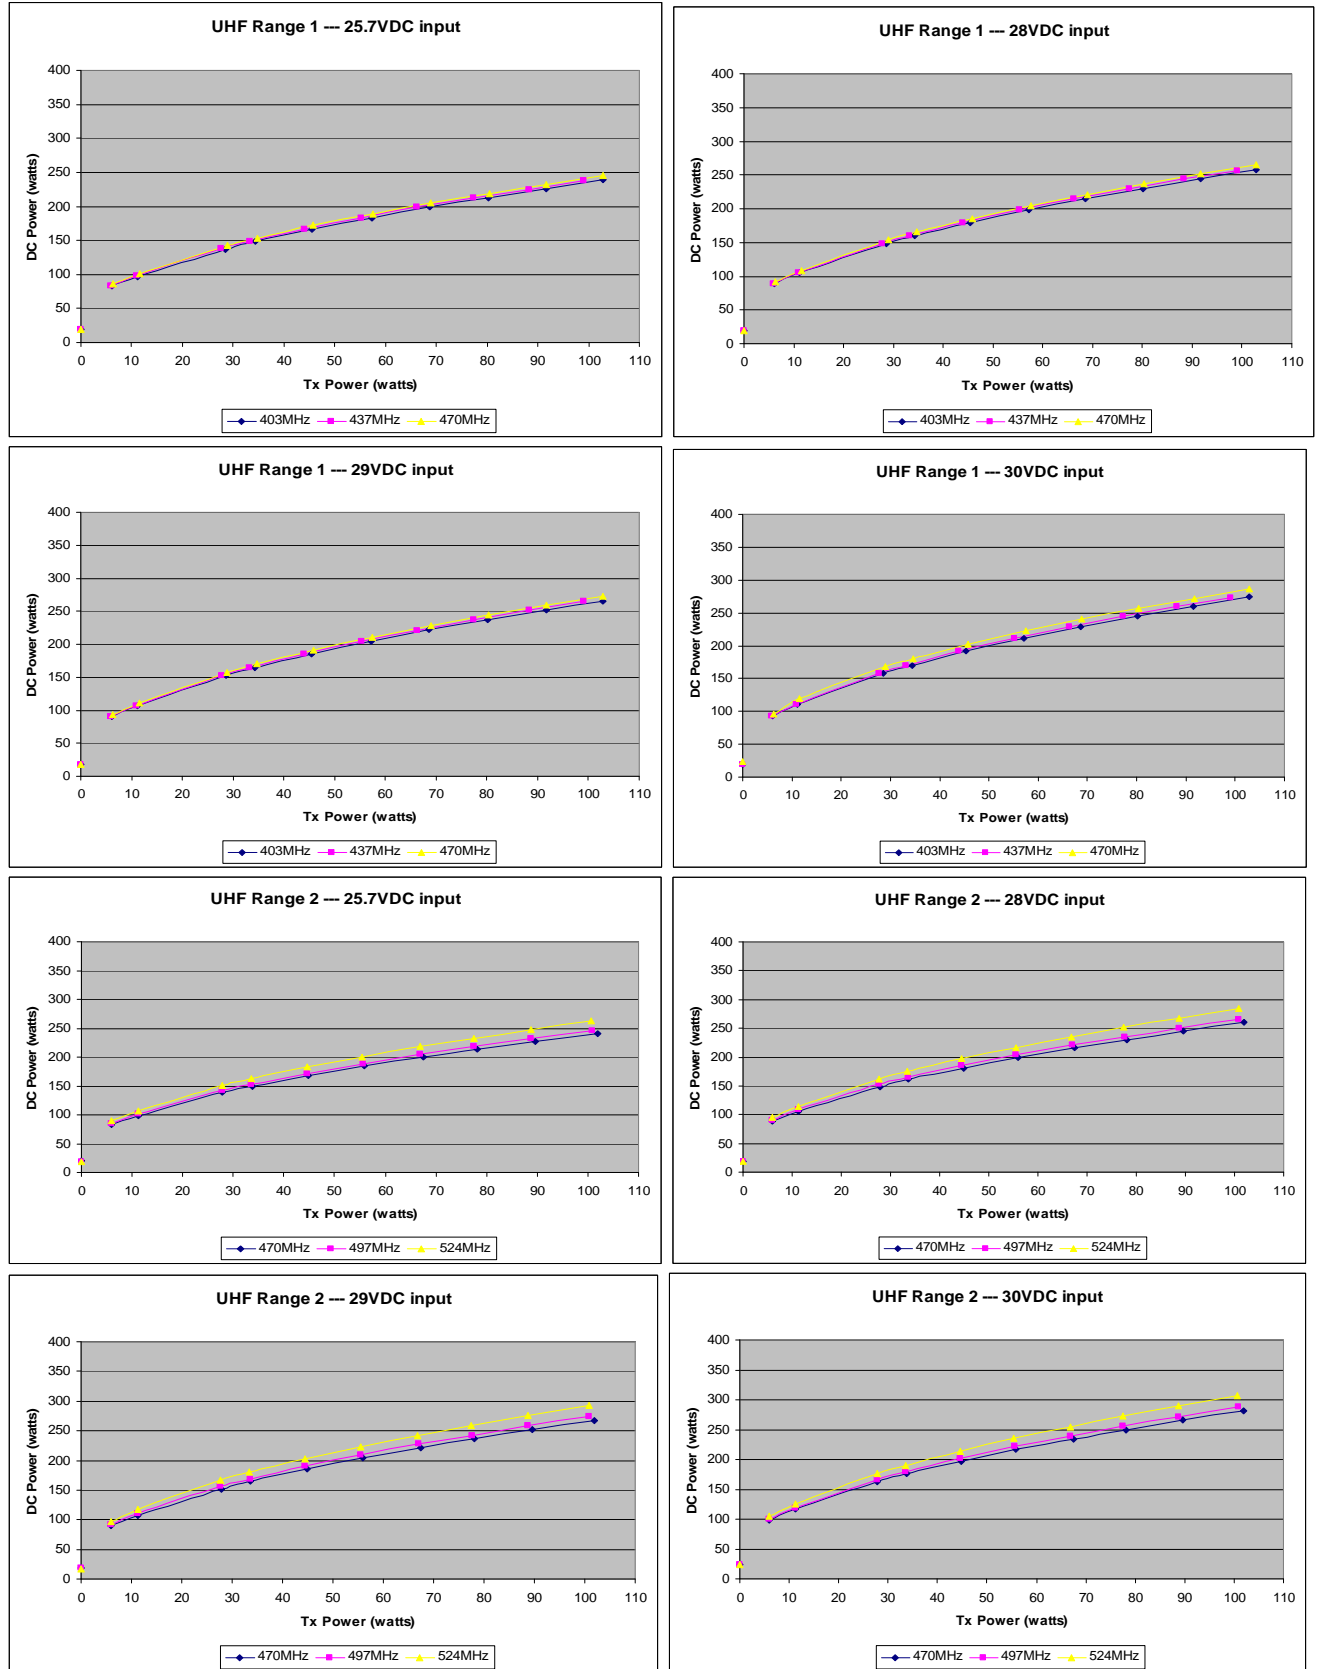 UHF Range 1 --- 25.7VDC input
400
350
300
250
200
150
100
50
0
DC Power (watts)
0 10 20 30 40 50 60 70 80 90 100 110
Tx Power (watts)
403MHz 437MHz 470MHz
UHF Range 1 --- 28VDC input
400
350
300
250
200
150
100
50
0
DC Power (watts)
0 10 20 30 40 50 60 70 80 90 100 110
Tx Power (watts)
403MHz 437MHz 470MHz
UHF Range 1 --- 29VDC input
400
350
300
250
200
150
100
50
0
DC Power (watts)
0 10 20 30 40 50 60 70 80 90 100 110
Tx Power (watts)
403MHz 437MHz 470MHz
UHF Range 1 --- 30VDC input
400
350
300
250
200
150
100
50
0
DC Power (watts)
0 10 20 30 40 50 60 70 80 90 100 110
Tx Power (watts)
403MHz 437MHz 470MHz
UHF Range 2 --- 25.7VDC input
400
350
300
250
200
150
100
50
0
DC Power (watts)
0 10 20 30 40 50 60 70 80 90 100 110
Tx Power (watts)
470MHz 497MHz 524MHz
UHF Range 2 --- 28VDC input
400
350
300
250
200
150
100
50
0
DC Power (watts)
0 10 20 30 40 50 60 70 80 90 100 110
Tx Power (watts)
470MHz 497MHz 524MHz
UHF Range 2 --- 29VDC input
400
350
300
250
200
150
100
50
0
DC Power (watts)
0 10 20 30 40 50 60 70 80 90 100 110
Tx Power (watts)
470MHz 497MHz 524MHz
UHF Range 2 --- 30VDC input
400
350
300
250
200
150
100
50
0
DC Power (watts)
0 10 20 30 40 50 60 70 80 90 100 110
Tx Power (watts)
470MHz 497MHz 524MHz